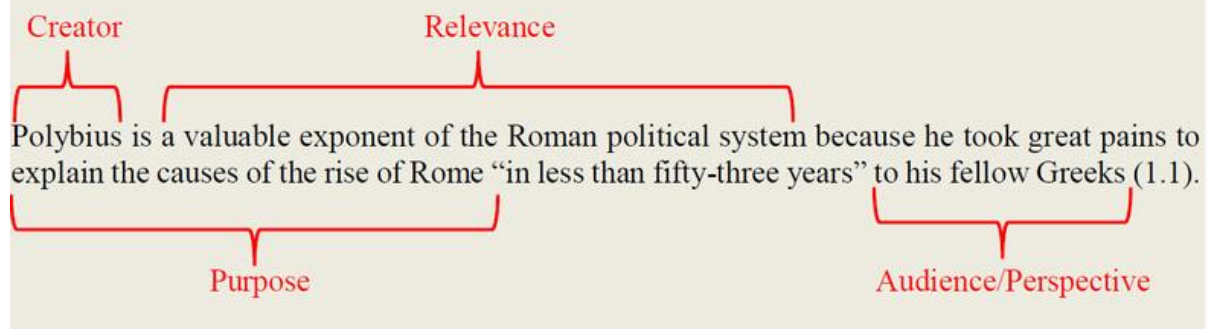 Creator Relevance
Polybius is a valuable exponent of the Roman political system because he took great pains to
explain the causes of the rise of Rome “in less than fifty-three years” to his fellow Greeks (1.1).
Purpose Audience/Perspective